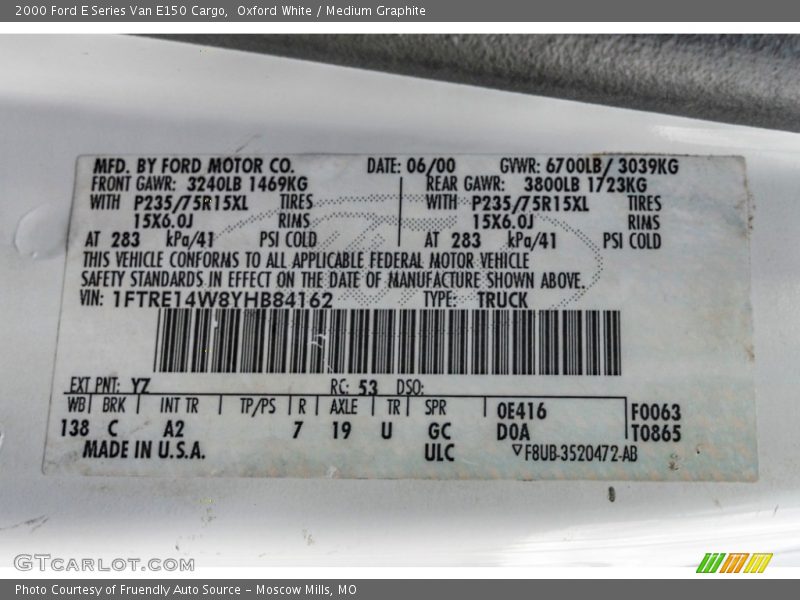 2000 Ford E Series Van E150 Cargo, Oxford White / Medium Graphite
MFD. BY FORD MOTOR CO. DATE: 06/00 GVWR: 6700LB/ 3039KG
FRONT GAWR: 3240LB 1469KG REAR GAWR: 3800LB 1723KG
WITH P235/75R15XL TIRES WITH P235/75R15XL TIRES
15X6.0J RIMS 15X6.0J RIMS
AT 283 kPa/41 PSI COLD AT 283 kPa/41 PSI COLD
THIS VEHICLE CONFORMS TO ALL APPLICABLE FEDERAL MOTOR VEHICLE
SAFETY STANDARDS IN EFFECT ON THE DATE OF MANUFACTURE SHOWN ABOVE.
VIN: 1FTRE14W8YHB84162 TYPE: TRUCK
EXT PNT: YZ RC: 53 DSO:
WB BRK INT TR TP/PS R AXLE TR SPR 0E416 F0063
138 C A2 7 19 U GC D0A T0865
MADE IN U.S.A. ULC F8UB-3520472-AB
GTCARLOT.COM
Photo Courtesy of Fruendly Auto Source - Moscow Mills, MO